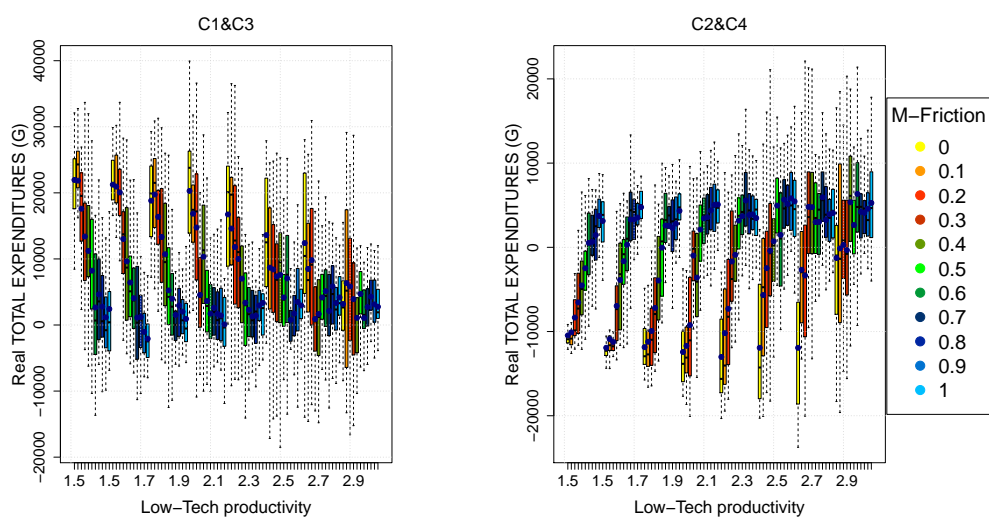 C1&C3
C2&C4
Real TOTAL EXPENDITURES (G)
40000
30000
20000
10000
0
−10000
−20000
1.5 1.5 1.7 1.9 2.1 2.3 2.5 2.7 2.9
Low−Tech productivity
Real TOTAL EXPENDITURES (G)
20000
10000
0
−10000
−20000
1.5 1.5 1.7 1.9 2.1 2.3 2.5 2.7 2.9
Low−Tech productivity
M−Friction
0
0.1
0.2
0.3
0.4
0.5
0.6
0.7
0.8
0.9
1